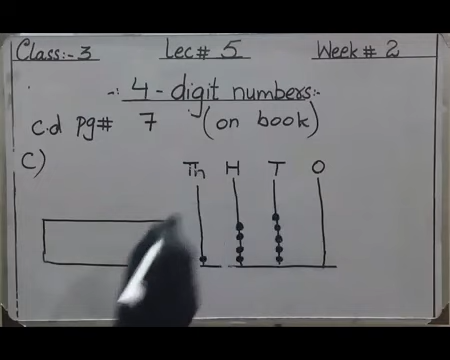 Class:- 3 Lec# 5 Week # 2
-: 4 - digit numbers:-
c.d pg# 7 (on book)
C)
Th H T O